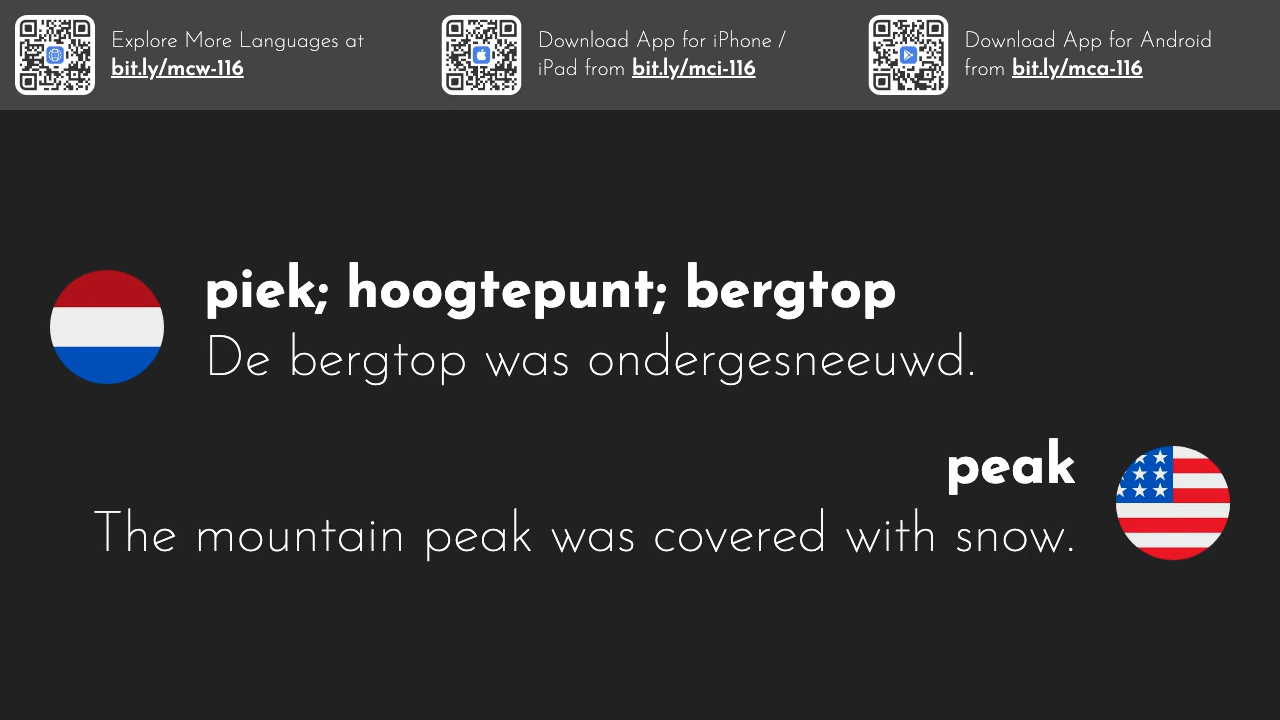 Explore More Languages at
bit.ly/mcw-116
Download App for iPhone /
iPad from bit.ly/mci-116
Download App for Android
from bit.ly/mca-116
piek; hoogtepunt; bergtop
De bergtop was ondergesneeuwd.
peak
The mountain peak was covered with snow.